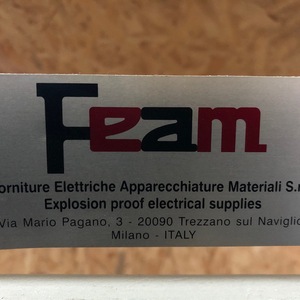 Feam
orniture Elettriche Apparecchiature Materiali S.r
Explosion proof electrical supplies
Via Mario Pagano, 3 - 20090 Trezzano sul Naviglio
Milano - ITALY